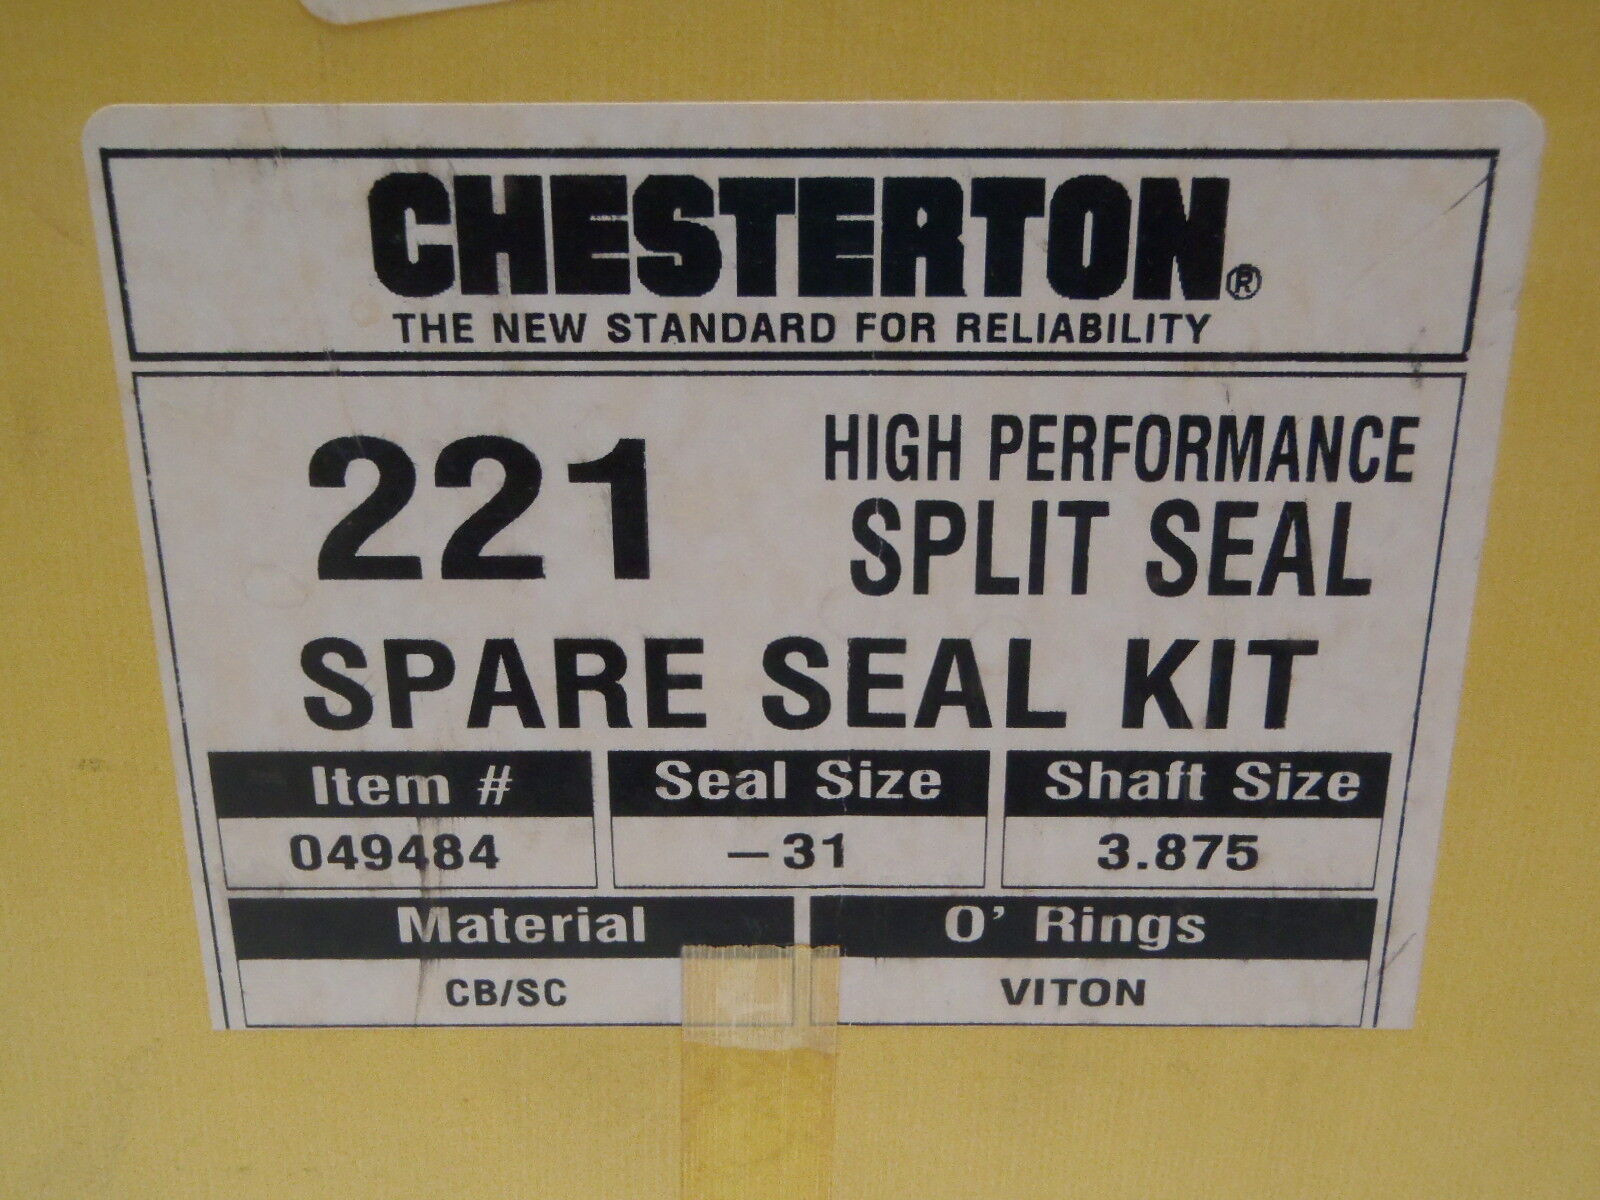 CHESTERTON®
THE NEW STANDARD FOR RELIABILITY
221
HIGH PERFORMANCE
SPLIT SEAL
SPARE SEAL KIT
Item # Seal Size Shaft Size
049484 –31 3.875
Material O' Rings
CB/SC VITON